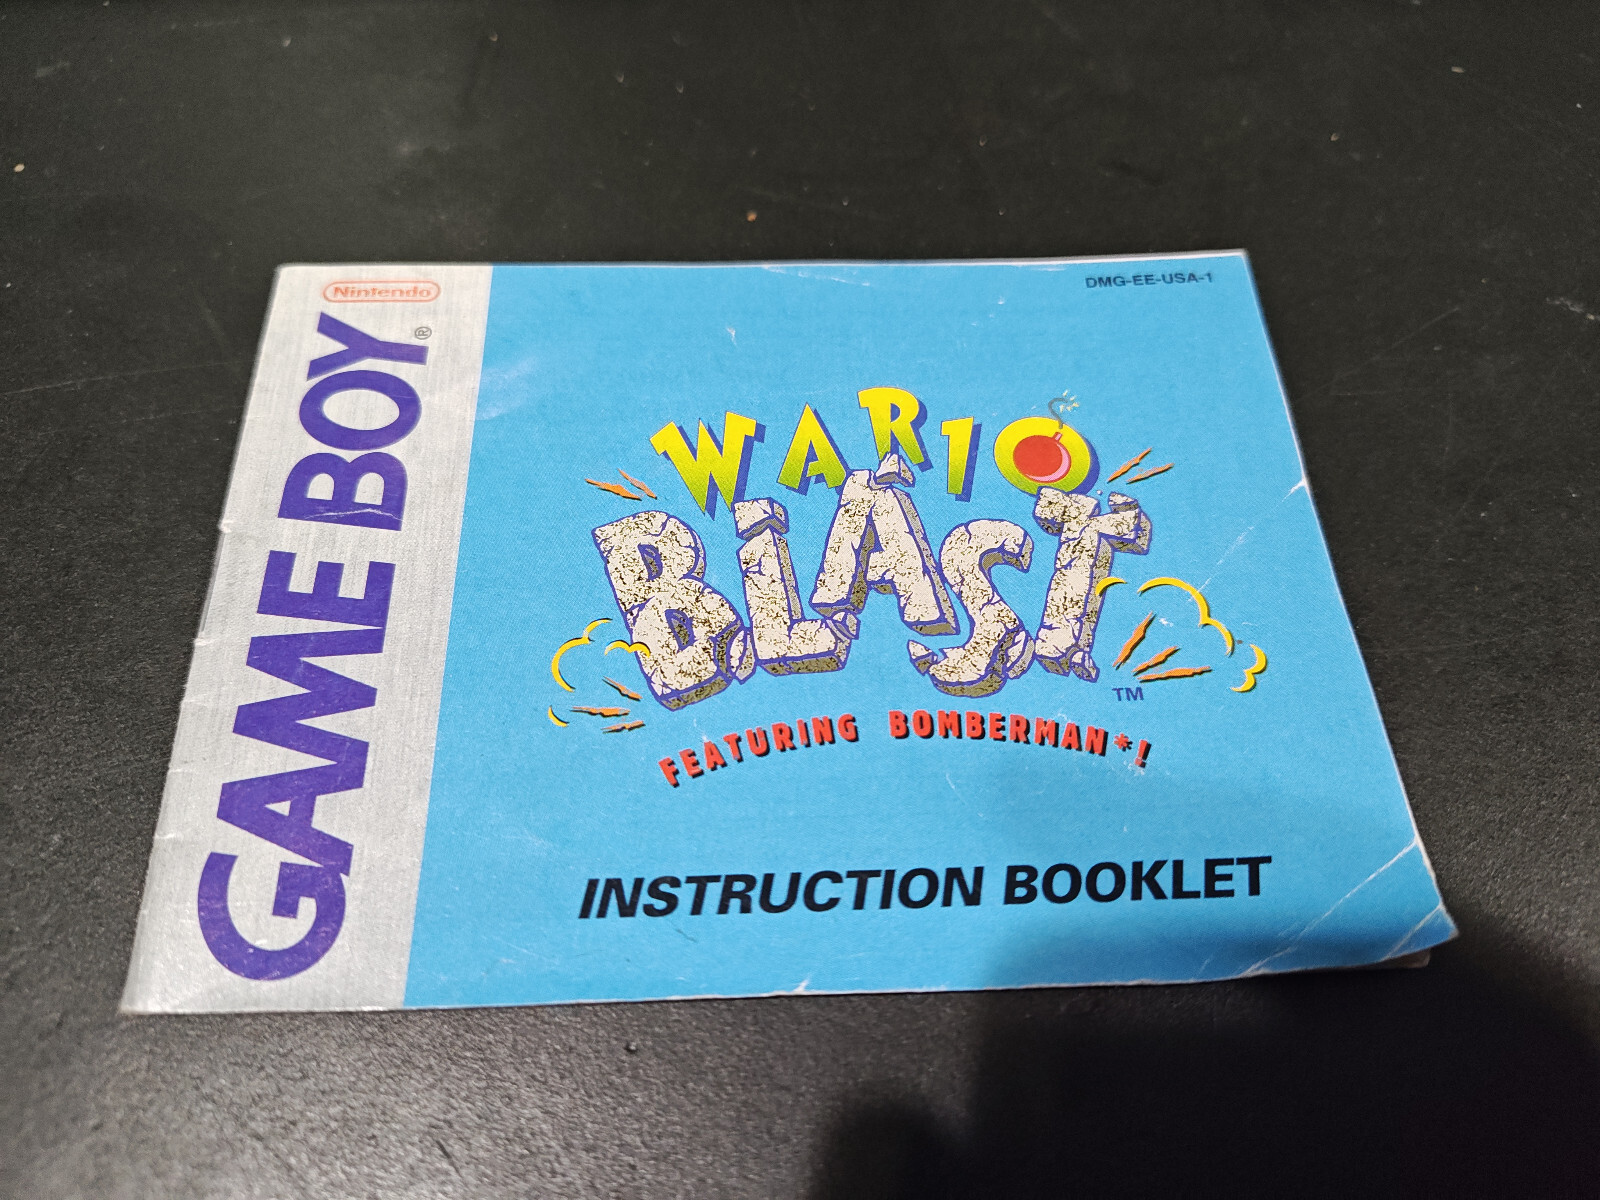 Nintendo
GAME BOY®
DMG-EE-USA-1
WARIO
BLAST
TM
FEATURING BOMBERMAN*!
INSTRUCTION BOOKLET